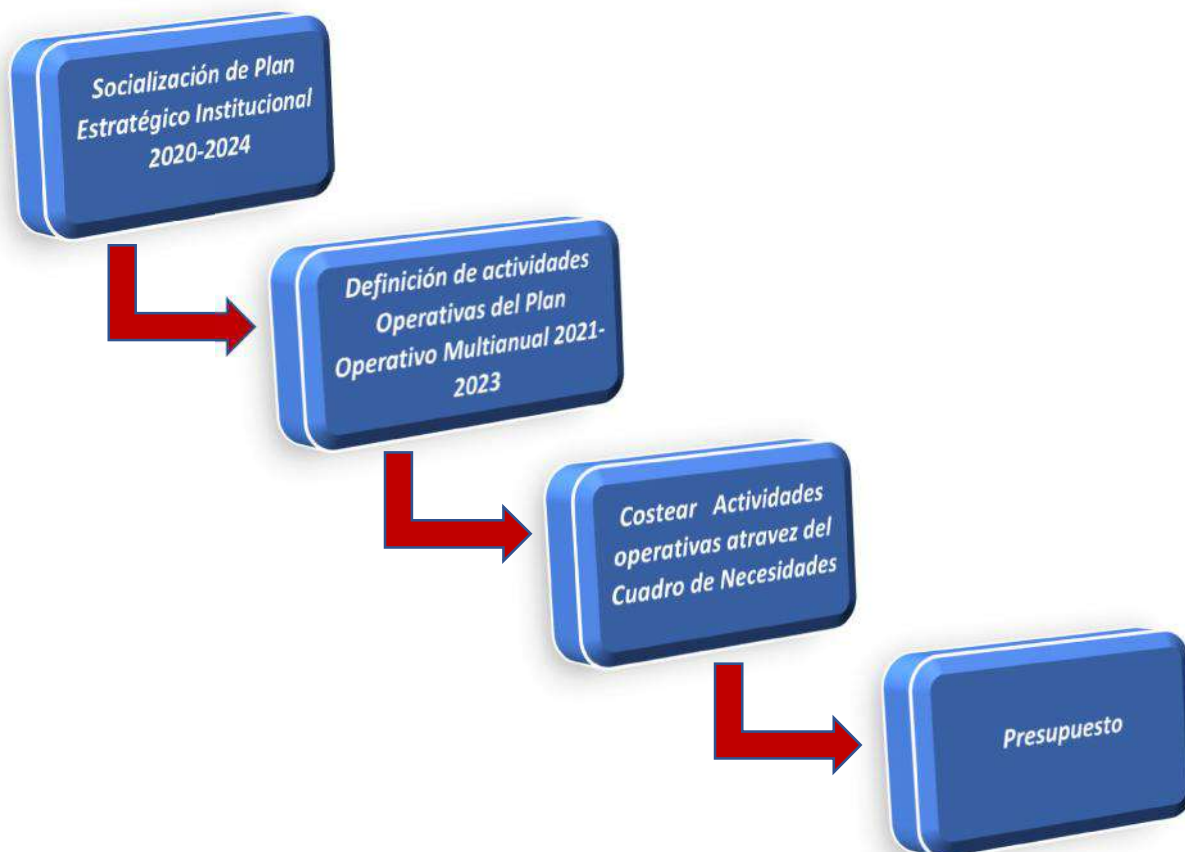 Socialización de Plan
Estratégico Institucional
2020-2024
Definición de actividades
Operativas del Plan
Operativo Multianual 2021-
2023
Costear Actividades
operativas atravez del
Cuadro de Necesidades
Presupuesto